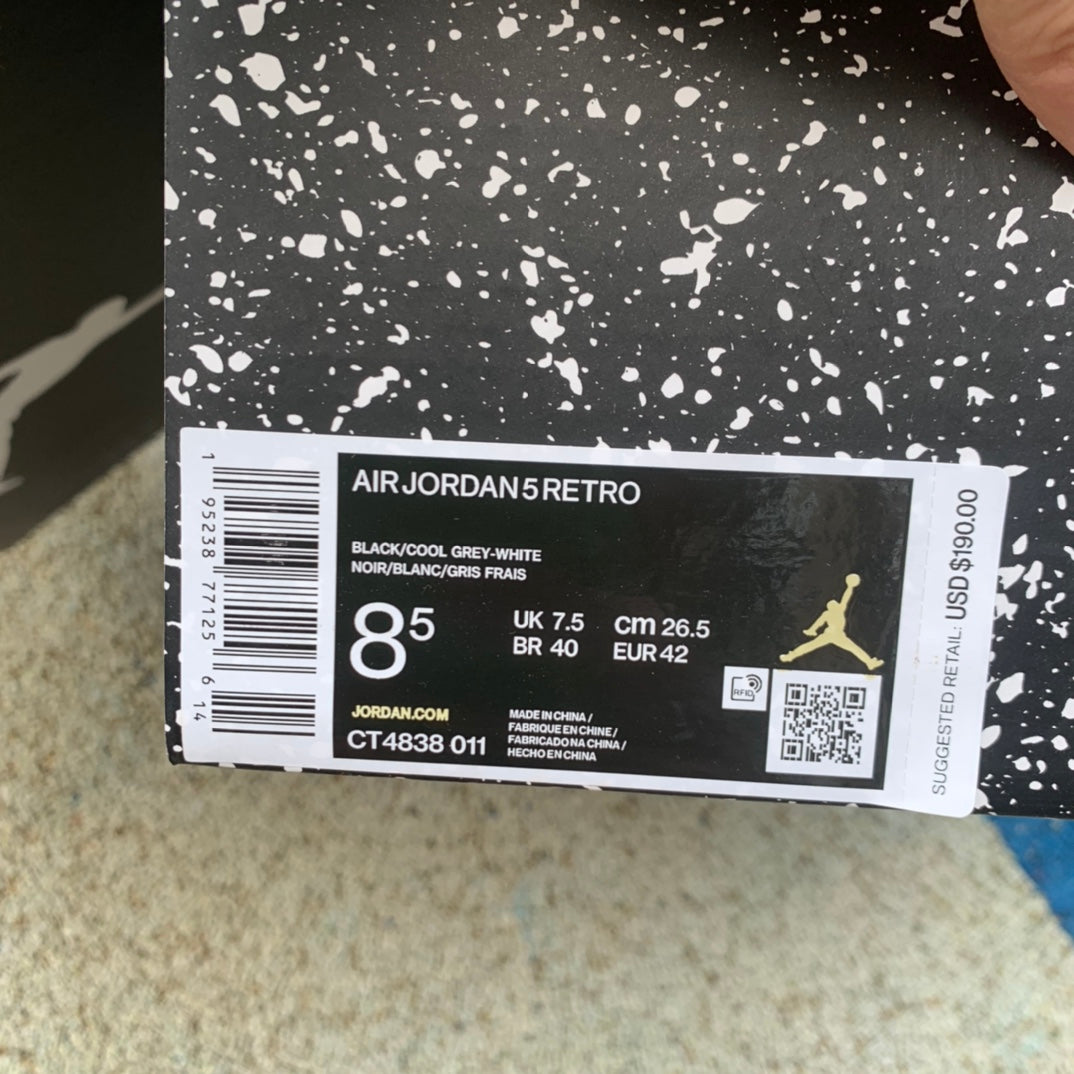 AIR JORDAN 5 RETRO
BLACK/COOL GREY-WHITE
NOIR/BLANC/GRIS FRAIS
8⁵
UK 7.5
cm 26.5
BR 40
EUR 42
RFID
JORDAN.COM
CT4838 011
MADE IN CHINA /
FABRIQUE EN CHINE /
FABRICADO NA CHINA /
HECHO EN CHINA
1 95238 77125 6 14
SUGGESTED RETAIL: USD $190.00